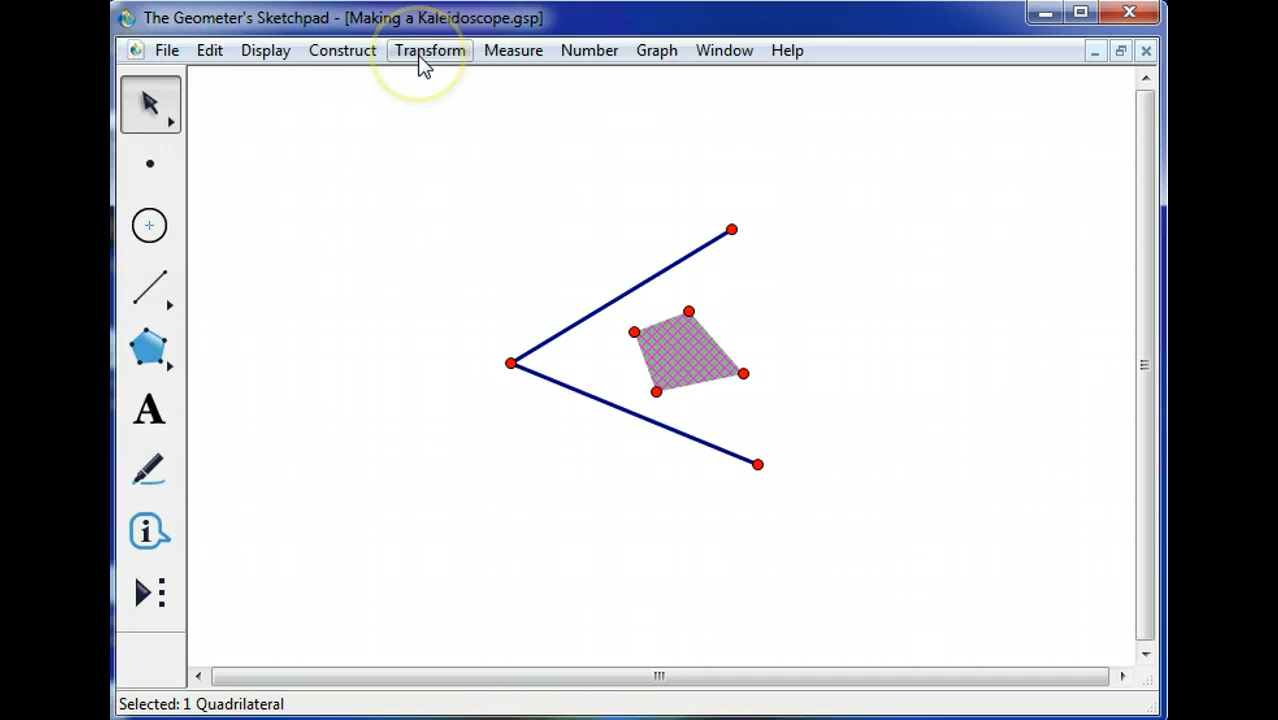 The Geometer's Sketchpad - [Making a Kaleidoscope.gsp]
File Edit Display Construct Transform Measure Number Graph Window Help
A
i
Selected: 1 Quadrilateral